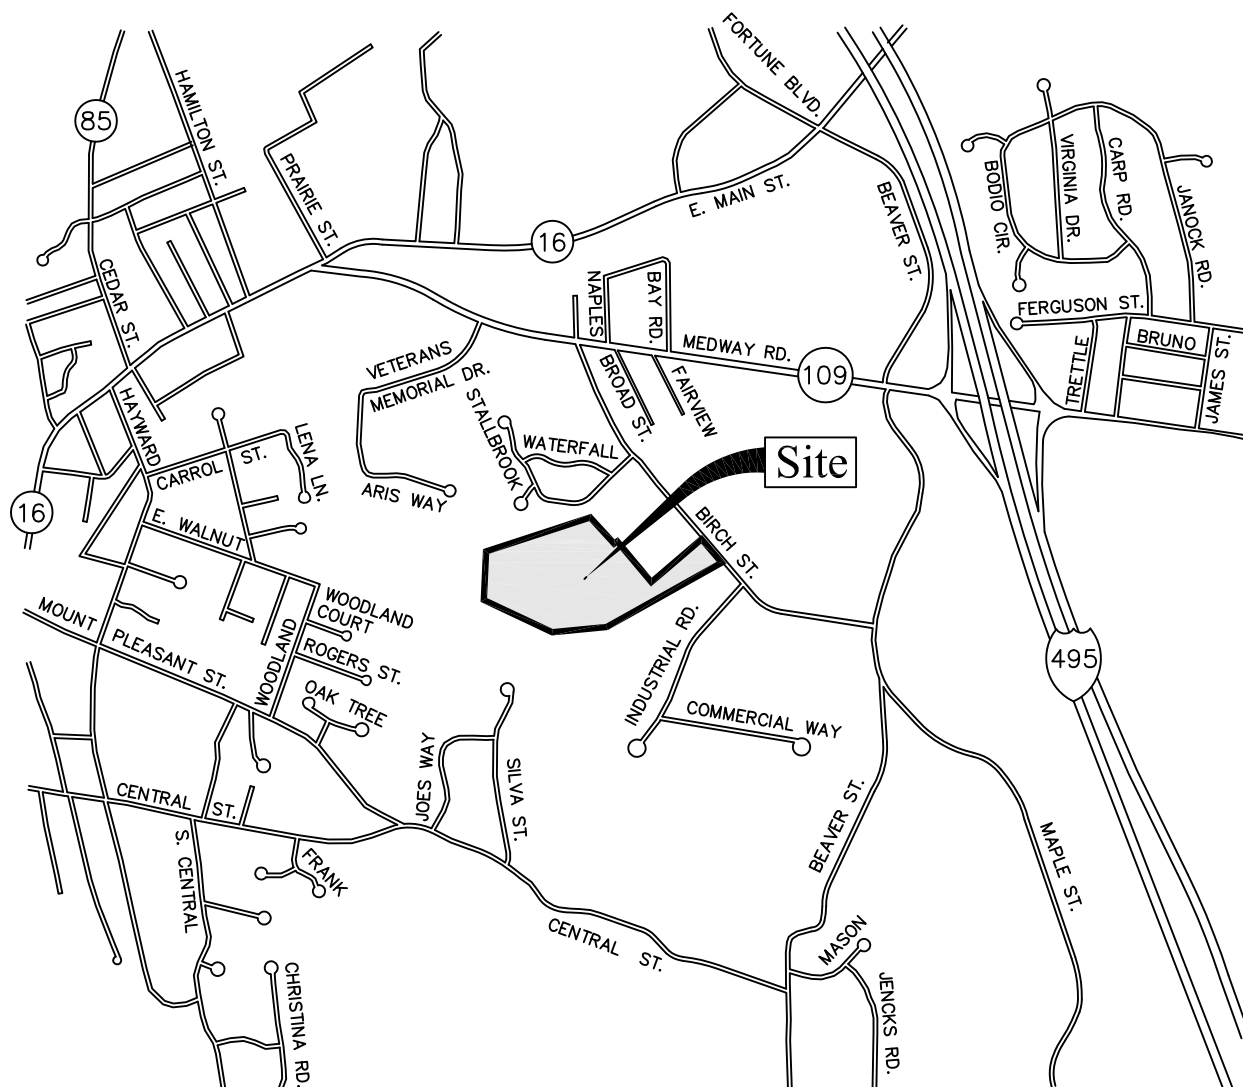 FORTUNE BLVD.
HAMILTON ST.
85
PRAIRIE ST.
E. MAIN ST.
16
BEAVER ST.
BODIO CIR.
VIRGINIA DR.
CARP RD.
JANOCK RD.
CEDAR ST.
NAPLES
BAY RD.
FERGUSON ST.
BRUNO
JAMES ST.
TRETTLE
MEDWAY RD.
109
VETERANS
MEMORIAL DR.
BROAD ST.
FAIRVIEW
HAYWARD
STALLBROOK
WATERFALL
LENA LN.
CARROL ST.
Site
ARIS WAY
16
E. WALNUT
BIRCH ST.
WOODLAND
COURT
MOUNT
PLEASANT ST.
WOODLAND
ROGERS ST.
INDUSTRIAL RD.
495
OAK TREE
COMMERCIAL WAY
JOES WAY
SILVA ST.
CENTRAL ST.
BEAVER ST.
MAPLE ST.
S. CENTRAL
FRANK
CENTRAL ST.
MASON
CHRISTINA RD.
JENCKS RD.